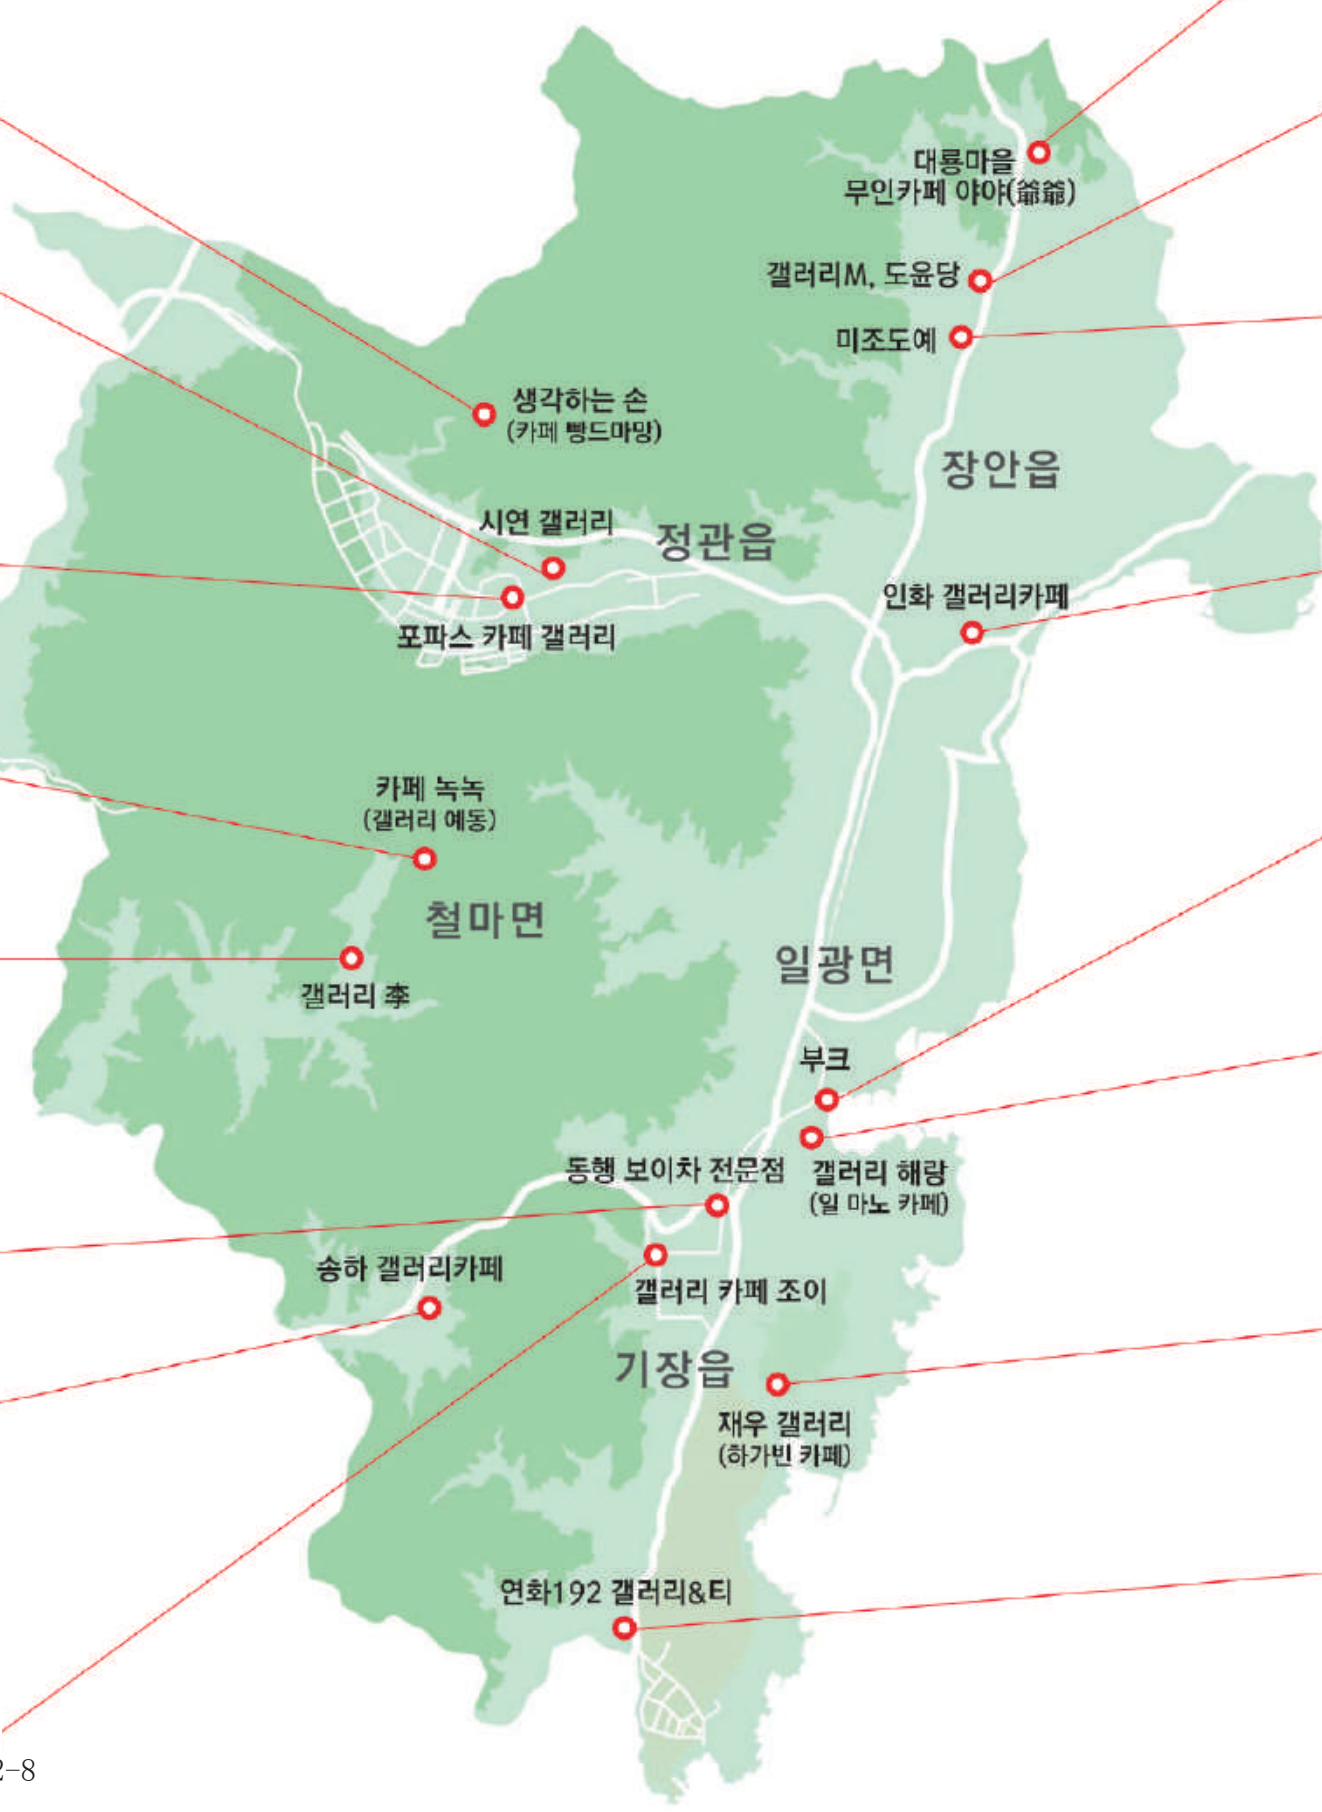 대룡마을
무인카페 야야(爺爺)
갤러리M, 도윤당
미조도예
생각하는 손
(카페 빵드마망)
장안읍
시연 갤러리
정관읍
인화 갤러리카페
포파스 카페 갤러리
카페 녹녹
(갤러리 예동)
철마면
일광면
갤러리 李
부크
동행 보이차 전문점
갤러리 해랑
(일 마노 카페)
송하 갤러리카페
갤러리 카페 조이
기장읍
재우 갤러리
(하가빈 카페)
연화192 갤러리&티
2-8